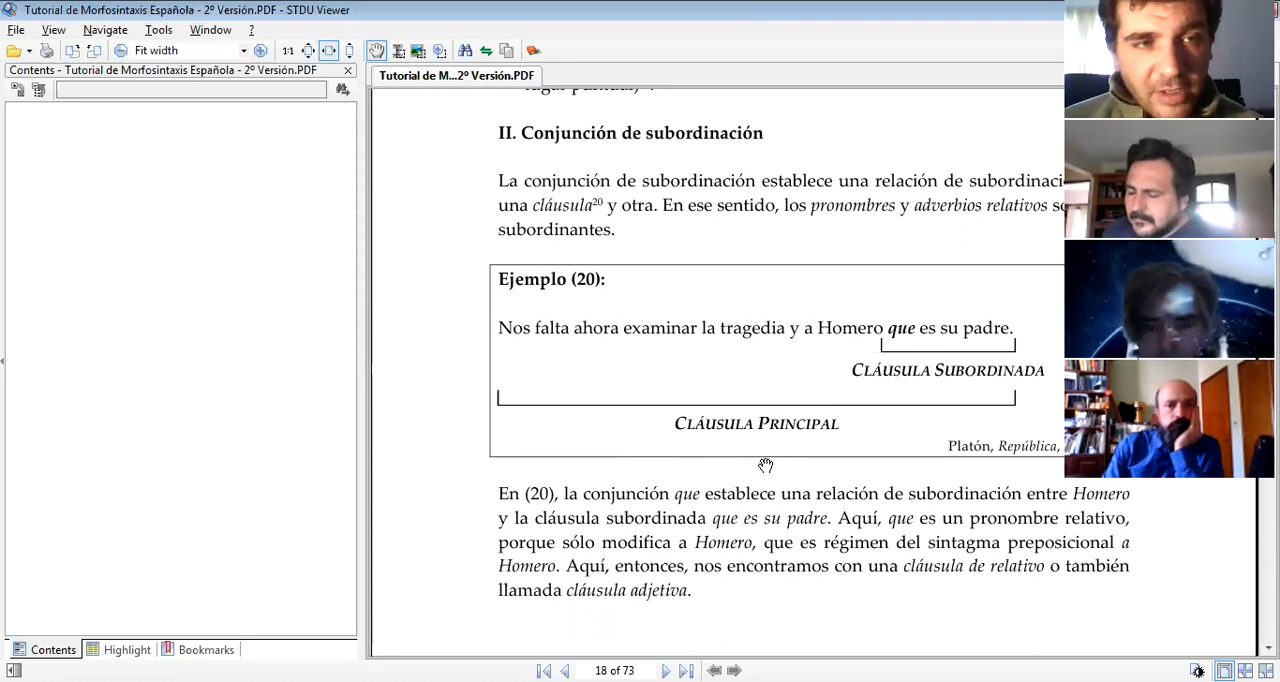 Tutorial de Morfosintaxis Española - 2º Versión.PDF - STDU Viewer
File View Navigate Tools Window ?
Fit width 1:1
Contents - Tutorial de Morfosintaxis Española - 2º Versión.PDF
Tutorial de M...2º Versión.PDF
II. Conjunción de subordinación
La conjunción de subordinación establece una relación de
una cláusula20 y otra. En ese sentido, los pronombres y adverbios relativos
subordinantes.
Ejemplo (20):
Nos falta ahora examinar la tragedia y a Homero que es su padre.
CLÁUSULA SUBORDINADA
CLÁUSULA PRINCIPAL
Platón, República,
En (20), la conjunción que establece una relación de subordinación entre Homero
y la cláusula subordinada que es su padre. Aquí, que es un pronombre relativo,
porque sólo modifica a Homero, que es régimen del sintagma preposicional a
Homero. Aquí, entonces, nos encontramos con una cláusula de relativo o también
llamada cláusula adjetiva.
Contents Highlight Bookmarks
18 of 73